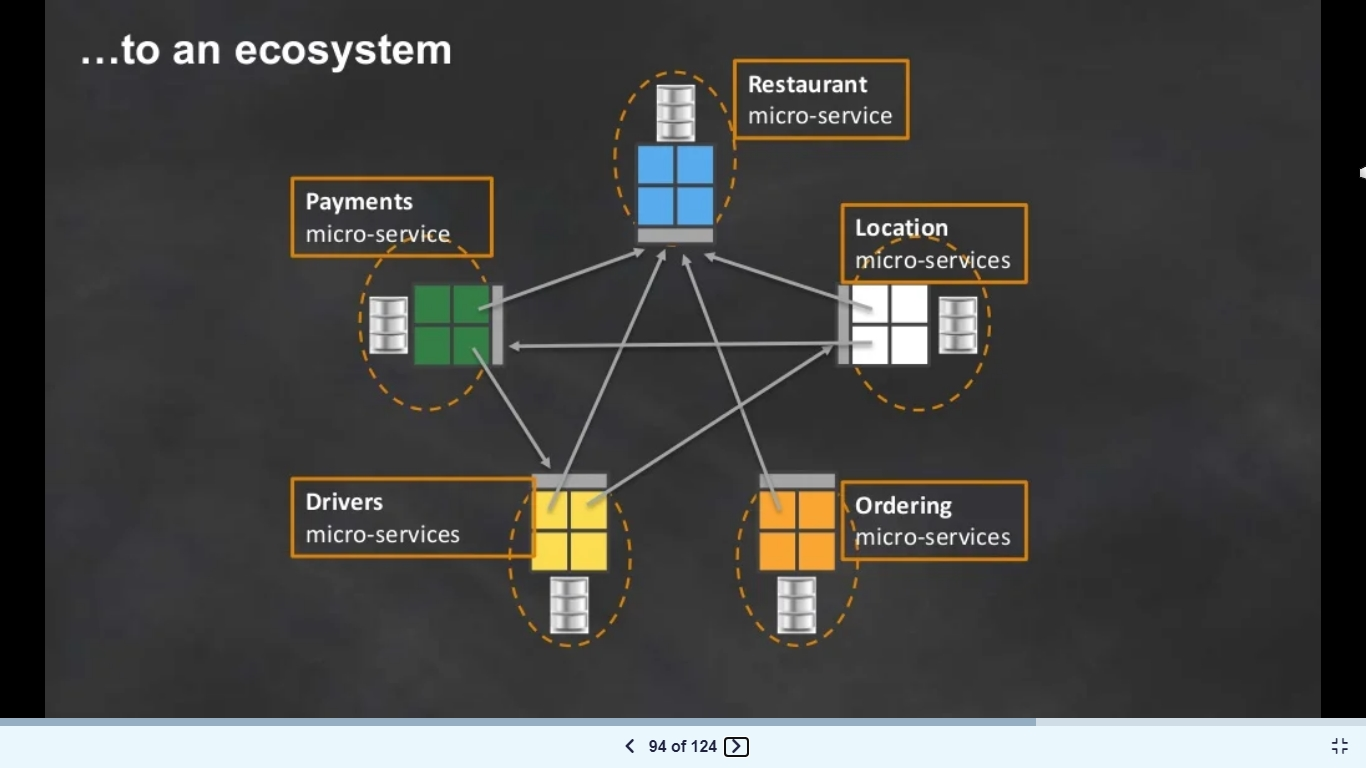 …to an ecosystem
Restaurant
micro-service
Payments
micro-service
Location
micro-services
Drivers
micro-services
Ordering
micro-services
94 of 124